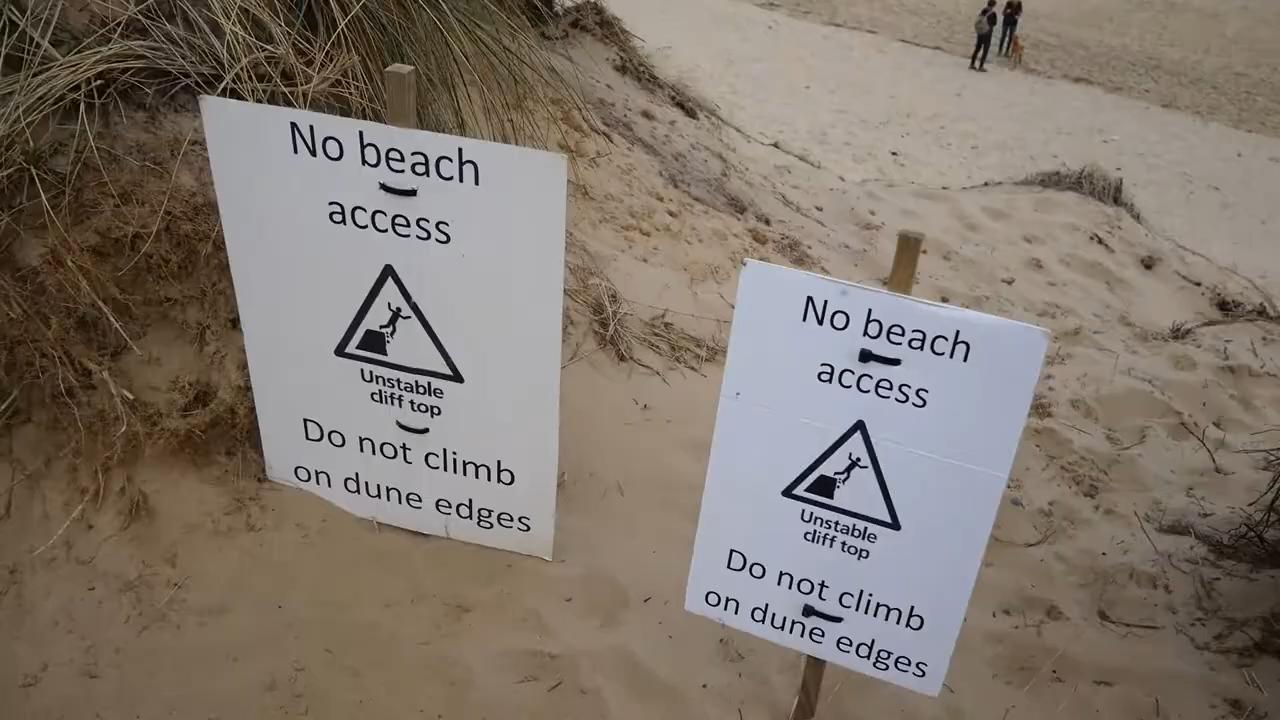 No beach
access
Unstable
cliff top
Do not climb
on dune edges
No beach
access
Unstable
cliff top
Do not climb
on dune edges